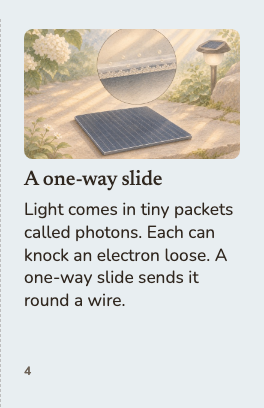 A one-way slide
Light comes in tiny packets
called photons. Each can
knock an electron loose. A
one-way slide sends it
round a wire.
4